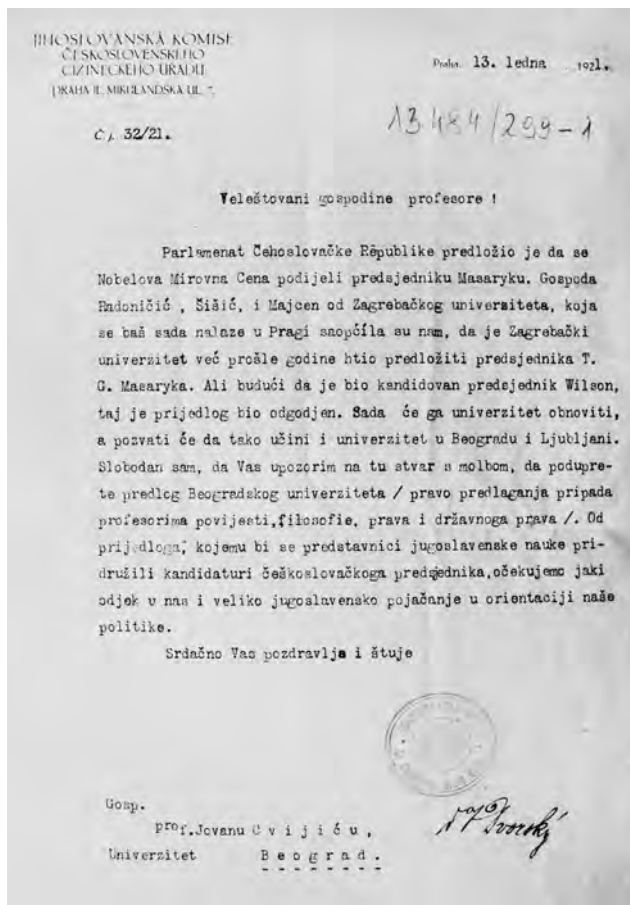 JIHOSLOVANSKÁ KOMISE
ČESKOSLOVENSKÉHO
CIZINECKÉHO ÚŘADU
PRAHA II. MIKULANDSKÁ UL. 7.
Praha 13. ledna 1921.
Čj. 32/21.
13484/299-1
Veleštovani gospodine profesore !
Parlamenat Čehoslovačke Republike predložio je da se
Nobelova Mirovna Cena podijeli predsjedniku Masaryku. Gospoda
Radoničić , Šišić, i Majcen od Zagrebačkog univerziteta, koja
se baš sada nalaze u Pragi saopćila su nam, da je Zagrebački
univerzitet već prošle godine htio predložiti predsjednika T.
G. Masaryka. Ali budući da je bio kandidovan predsjednik Wilson,
taj je prijedlog bio odgodjen. Sada će ga univerzitet obnoviti,
a pozvati će da tako učini i univerzitet u Beogradu i Ljubljani.
Slobodan sam, da Vas upozorim na tu stvar s molbom, da podupre-
te predlog Beogradskog univerziteta / pravo predlaganja pripada
profesorima povijesti,filosofie, prava i državnoga prava /. Od
prijedloga, kojemu bi se predstavnici jugoslavenske nauke pri-
družili kandidaturi češkoslovačkoga predsjednika,očekujemo jaki
odjek u nas i veliko jugoslavensko pojačanje u orientaciji naše
politike.
Srdačno Vas pozdravlja i štuje
Gosp.
prof.Jovanu C v i j i ć u ,
Univerzitet B e o g r a d .
Dvorský